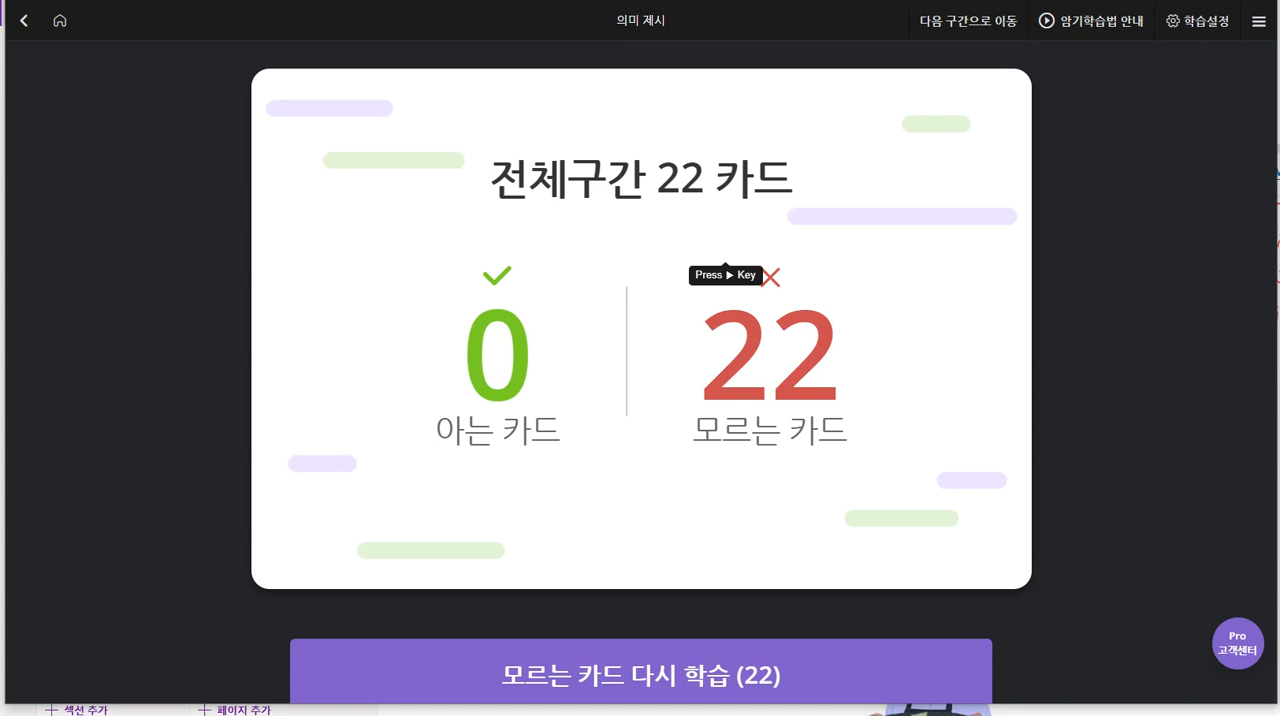 의미 제시
다음 구간으로 이동
암기학습법 안내
학습설정
전체구간 22 카드
Press ▶ Key
0
22
아는 카드
모르는 카드
Pro
고객센터
모르는 카드 다시 학습 (22)
섹션 추가
페이지 추가